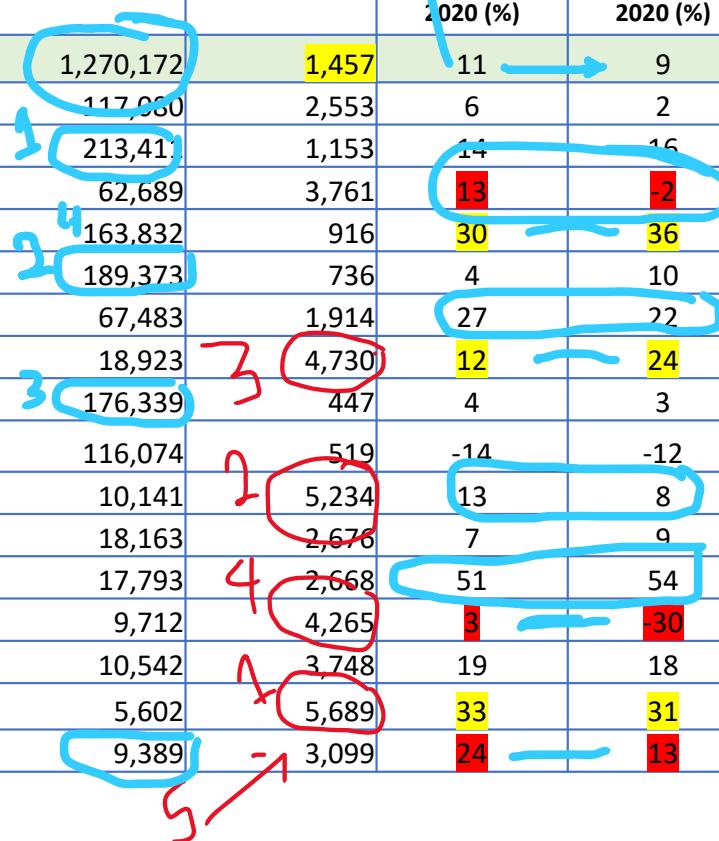 2020 (%) 2020 (%)
1,270,172 1,457 11 9
117,080 2,553 6 2
1 213,411 1,153 14 16
62,689 3,761 13 -2
4 163,832 916 30 36
2 189,373 736 4 10
67,483 1,914 27 22
18,923 3 4,730 12 24
3 176,339 447 4 3
116,074 519 -14 -12
10,141 2 5,234 13 8
18,163 2,676 7 9
17,793 4 2,668 51 54
9,712 4,265 3 -30
10,542 3,748 19 18
5,602 1 5,689 33 31
9,389 3,099 24 13
5